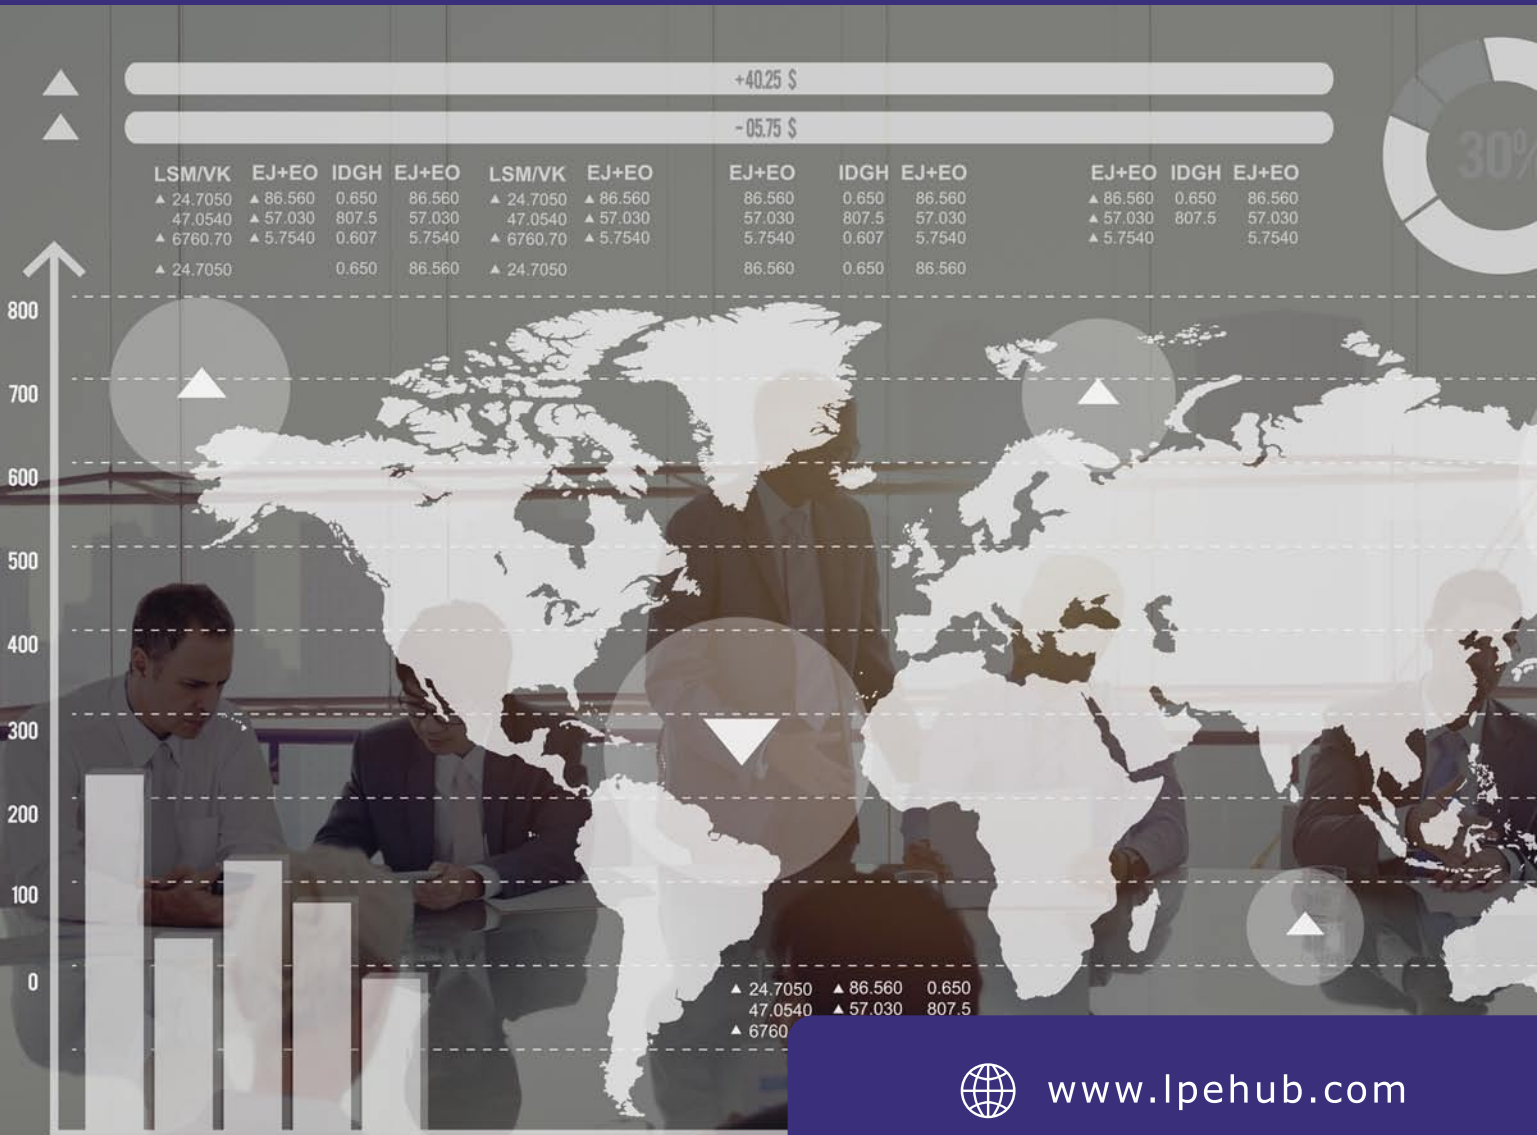 +40.25 $
- 05.75 $
30%
LSM/VK EJ+EO IDGH EJ+EO LSM/VK EJ+EO EJ+EO IDGH EJ+EO EJ+EO IDGH EJ+EO
▲ 24.7050 ▲ 86.560 0.650 86.560 ▲ 24.7050 ▲ 86.560 86.560 0.650 86.560 ▲ 86.560 0.650 86.560
47.0540 ▲ 57.030 807.5 57.030 47.0540 ▲ 57.030 57.030 807.5 57.030 ▲ 57.030 807.5 57.030
▲ 6760.70 ▲ 5.7540 0.607 5.7540 ▲ 6760.70 ▲ 5.7540 5.7540 0.607 5.7540 ▲ 5.7540 5.7540
▲ 24.7050 0.650 86.560 ▲ 24.7050 86.560 0.650 86.560
800
700
600
500
400
300
200
100
0
▲ 24.7050 ▲ 86.560 0.650
47.0540 ▲ 57.030 807.5
▲ 6760
www.lpehub.com